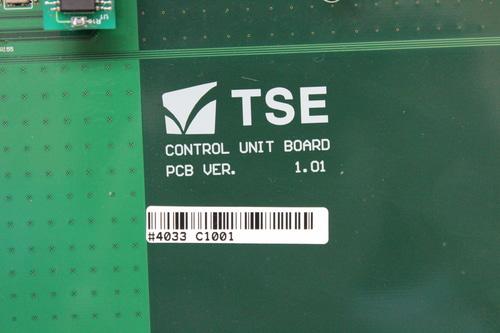 TSE
CONTROL UNIT BOARD
PCB VER. 1.01
#4033 C1001